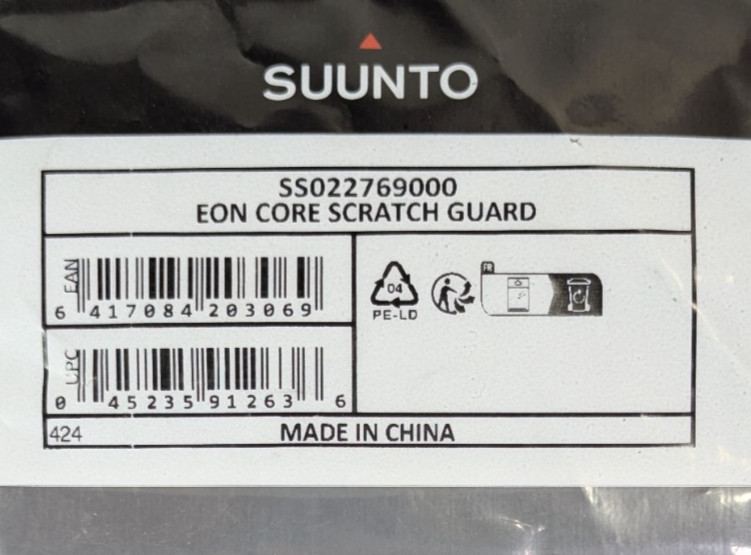 SUUNTO
SS022769000
EON CORE SCRATCH GUARD
EAN
6 417084 203069
04
PE-LD
FR
UPC
0 45235 91263 6
424
MADE IN CHINA